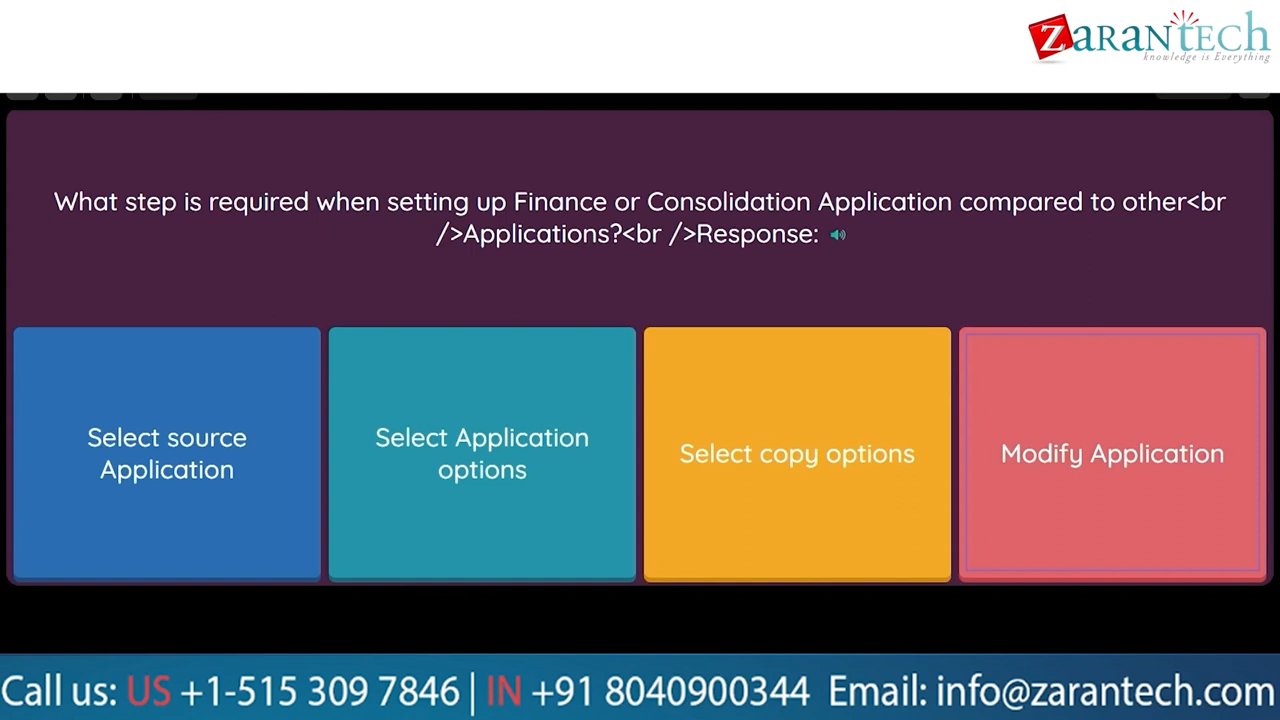 ZARANTECH
knowledge is Everything
What step is required when setting up Finance or Consolidation Application compared to other<br
/>Applications?<br />Response:
Select source
Application
Select Application
options
Select copy options
Modify Application
Call us: US +1-515 309 7846 | IN +91 8040900344 Email: info@zarantech.com